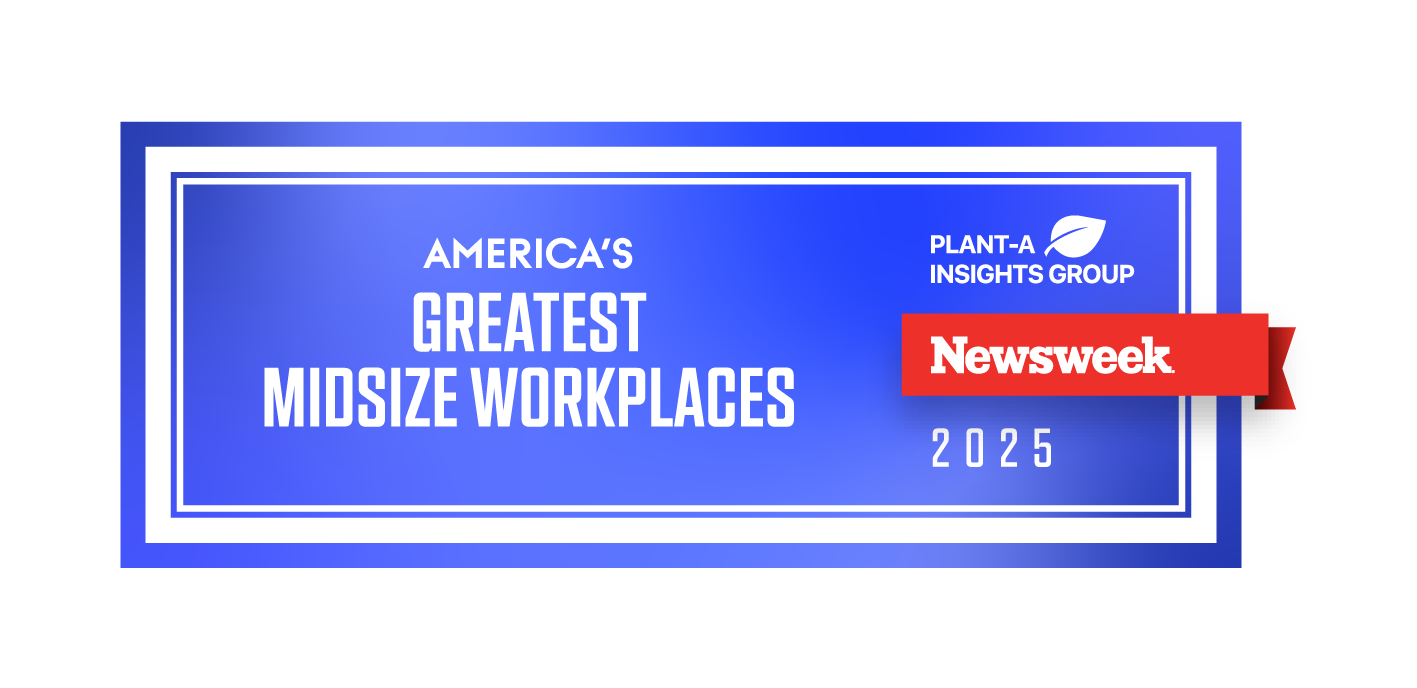 AMERICA'S
GREATEST
MIDSIZE WORKPLACES
PLANT-A
INSIGHTS GROUP
Newsweek
2025